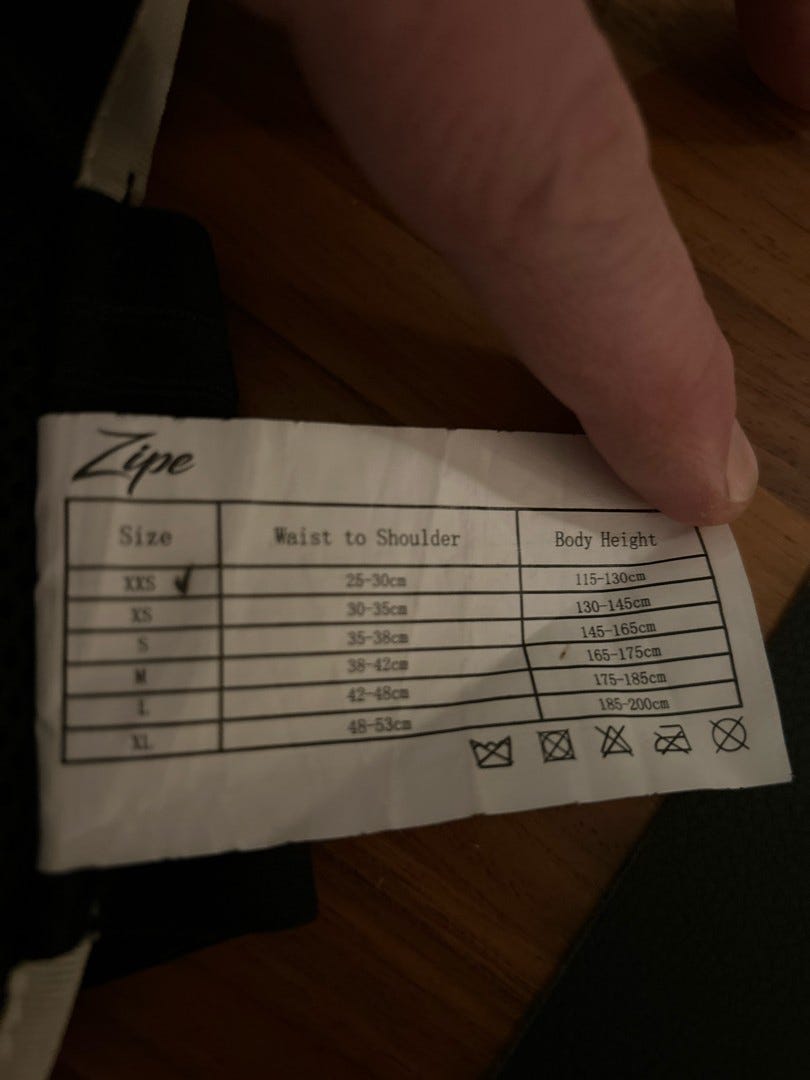 Zipe
Size Waist to Shoulder Body Height
XXS ✓ 25-30cm 115-130cm
XS 30-35cm 130-145cm
S 35-38cm 145-165cm
M 38-42cm 165-175cm
L 42-48cm 175-185cm
XL 48-53cm 185-200cm